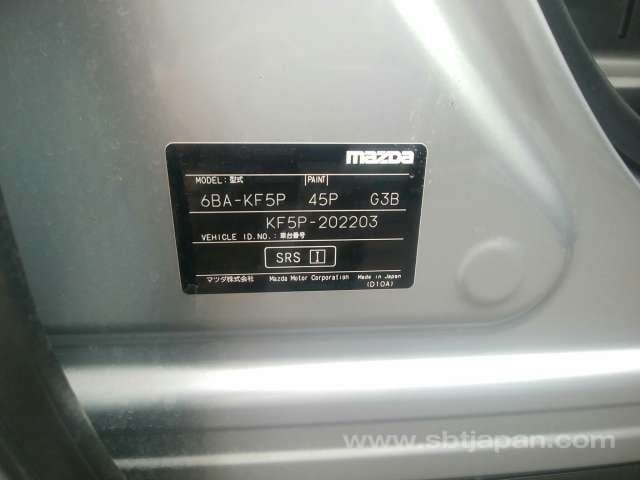 mazda
MODEL:型式 PAINT
6BA-KF5P 45P G3B
KF5P-202203
VEHICLE ID.NO.:車台番号
SRS I
マツダ株式会社 Mazda Motor Corporation Made in Japan
(D10A)
www.sbtjapan.com